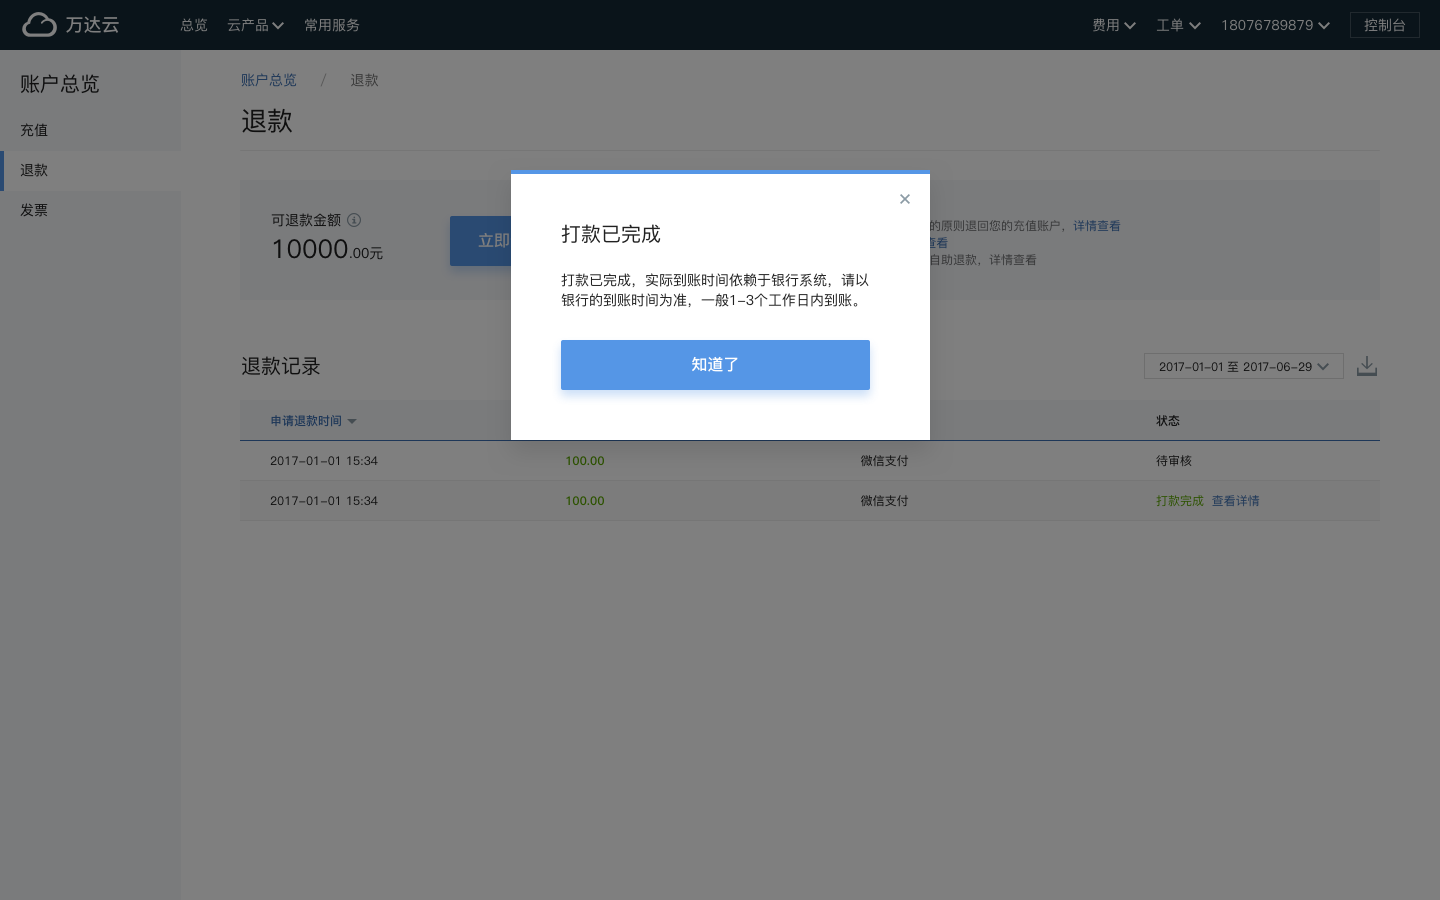 万达云
总览 云产品 常用服务
费用 工单 18076789879 控制台
账户总览
充值
退款
发票
账户总览 / 退款
退款
可退款金额
10000.00元
立即
的原则退回您的充值账户，详情查看
查看
自助退款，详情查看
打款已完成
打款已完成，实际到账时间依赖于银行系统，请以
银行的到账时间为准，一般1-3个工作日内到账。
知道了
退款记录
2017-01-01 至 2017-06-29
申请退款时间 状态
2017-01-01 15:34 100.00 微信支付 待审核
2017-01-01 15:34 100.00 微信支付 打款完成 查看详情